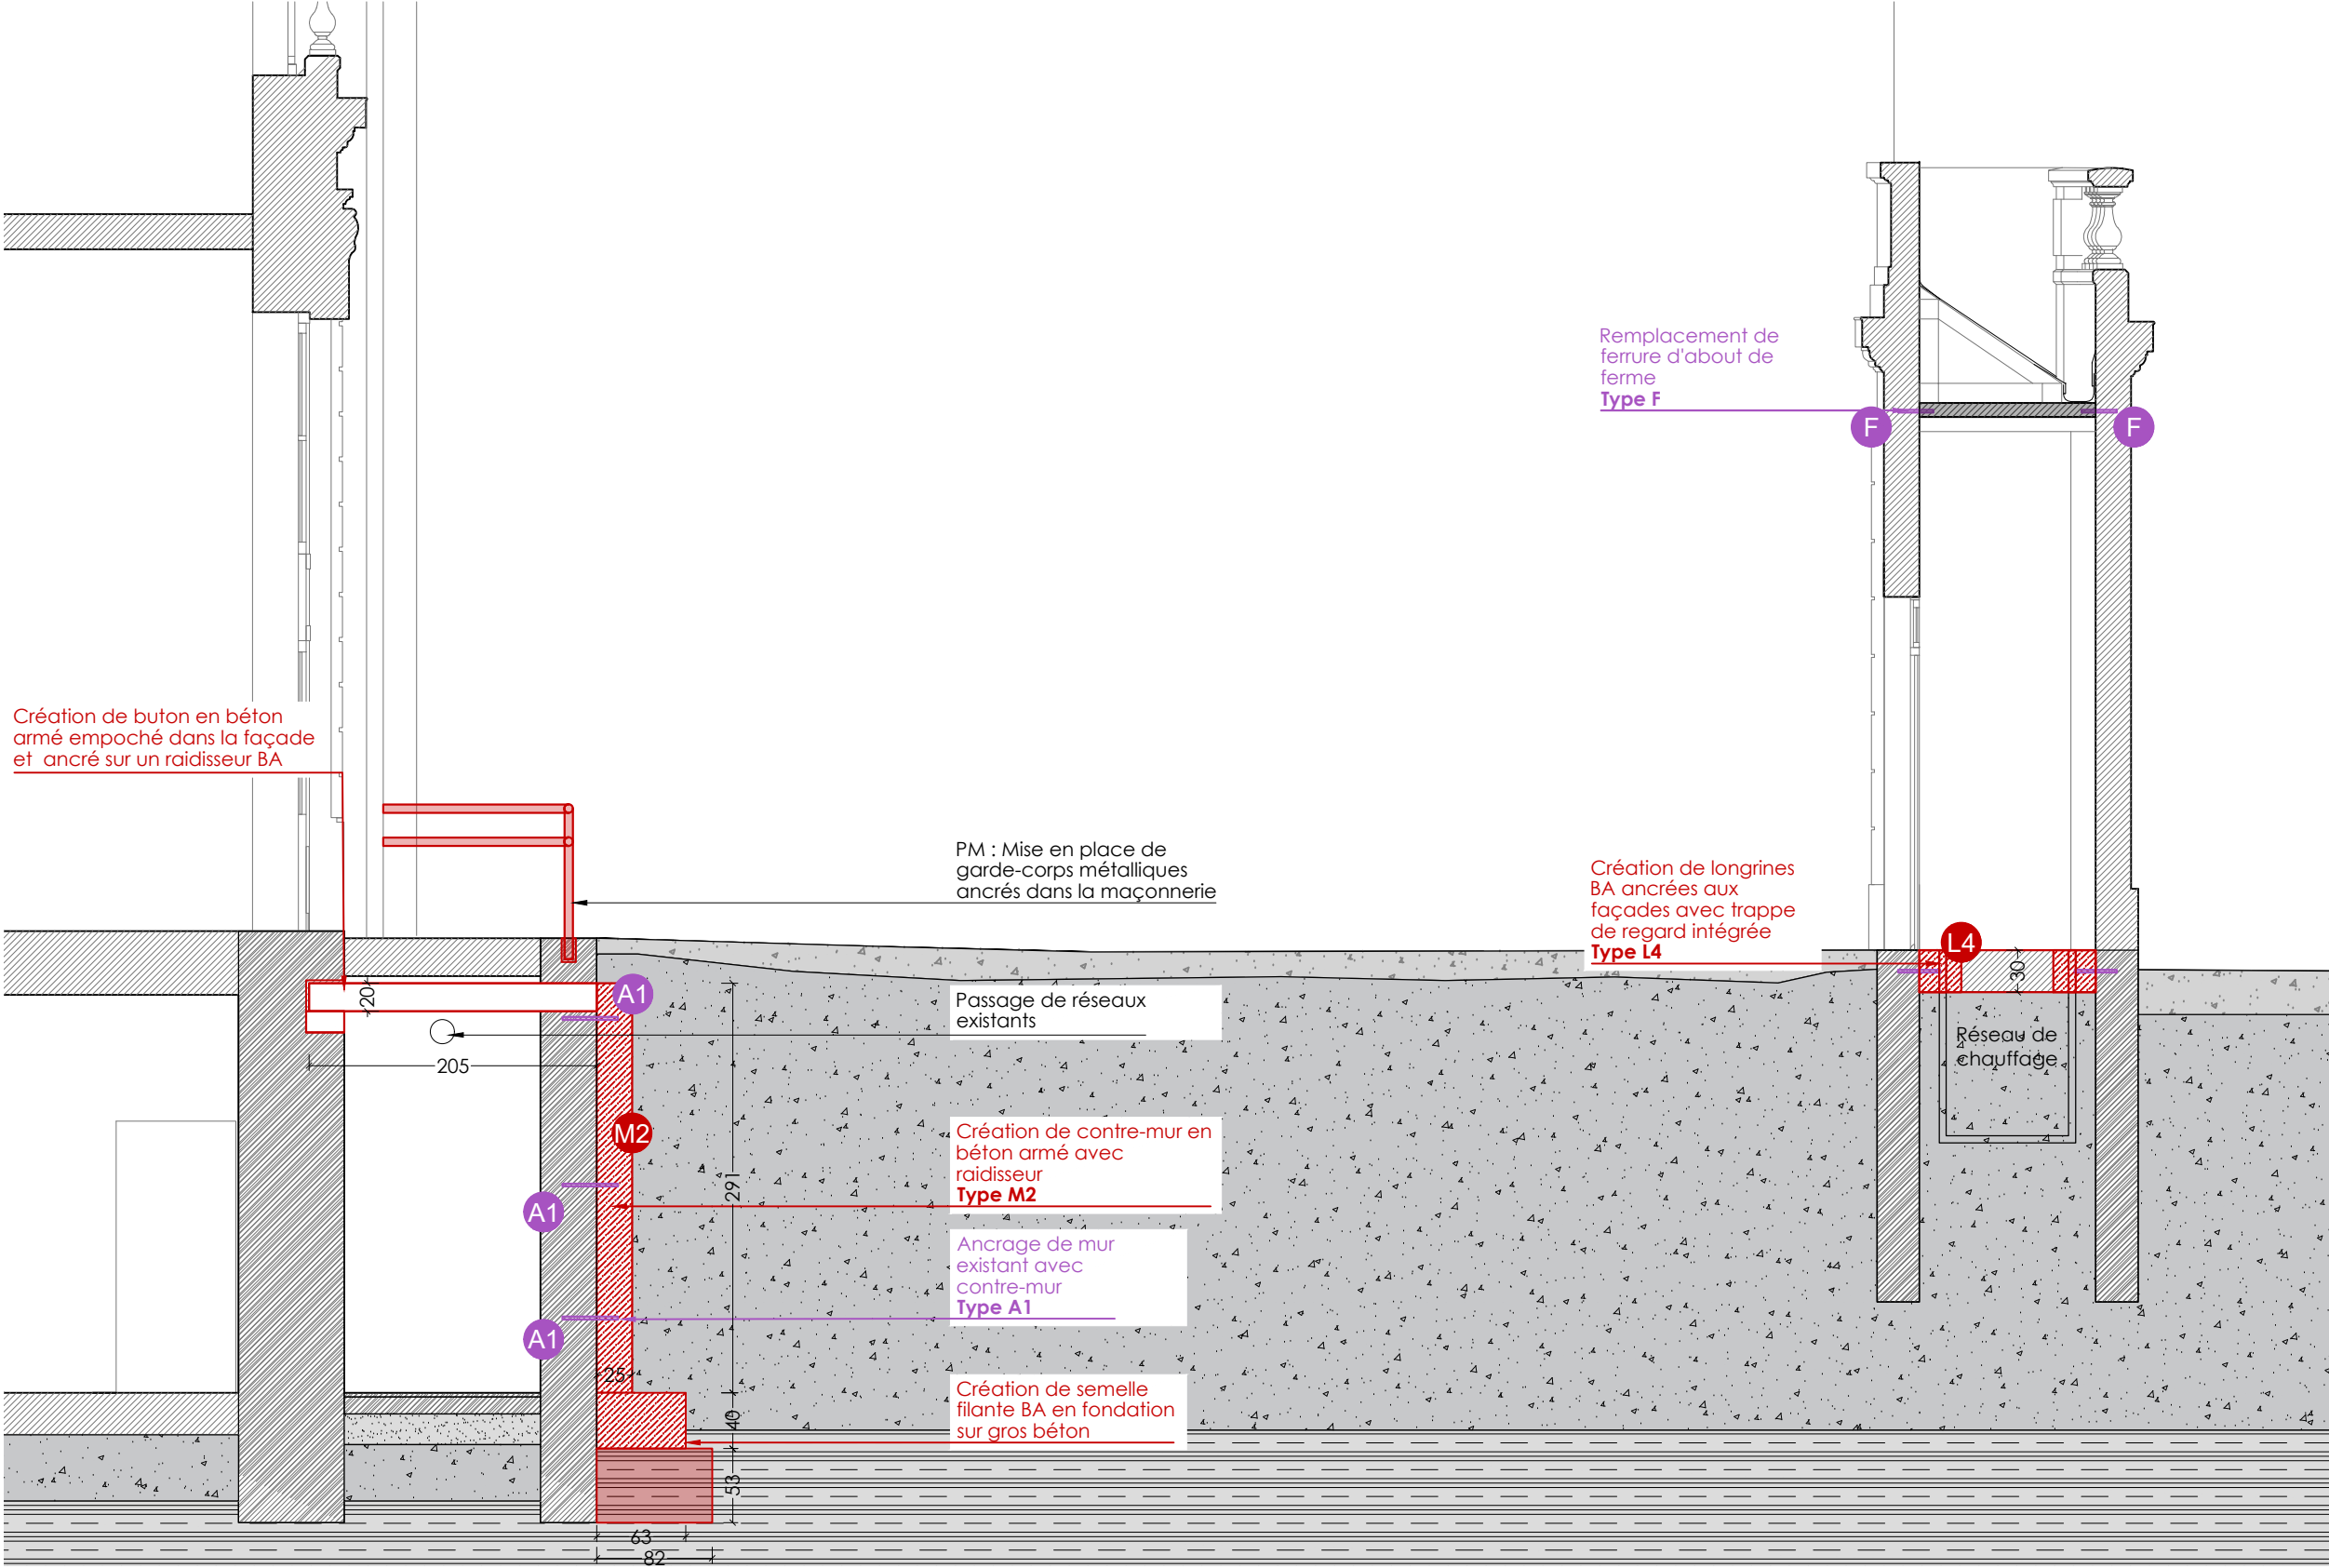 Remplacement de
ferrure d'about de
ferme
Type F
F
F
Création de buton en béton
armé empoché dans la façade
et ancré sur un raidisseur BA
PM : Mise en place de
garde-corps métalliques
ancrés dans la maçonnerie
Création de longrines
BA ancrées aux
façades avec trappe
de regard intégrée
Type L4
L4
30
20
A1
Passage de réseaux
existants
Réseau de
chauffage
205
M2
Création de contre-mur en
béton armé avec
raidisseur
Type M2
291
A1
Ancrage de mur
existant avec
contre-mur
Type A1
A1
25
Création de semelle
filante BA en fondation
sur gros béton
40
53
63
82